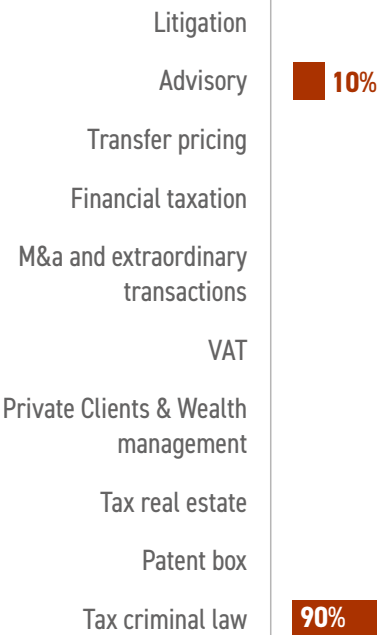 Litigation
Advisory 10%
Transfer pricing
Financial taxation
M&a and extraordinary
transactions
VAT
Private Clients & Wealth
management
Tax real estate
Patent box
Tax criminal law 90%